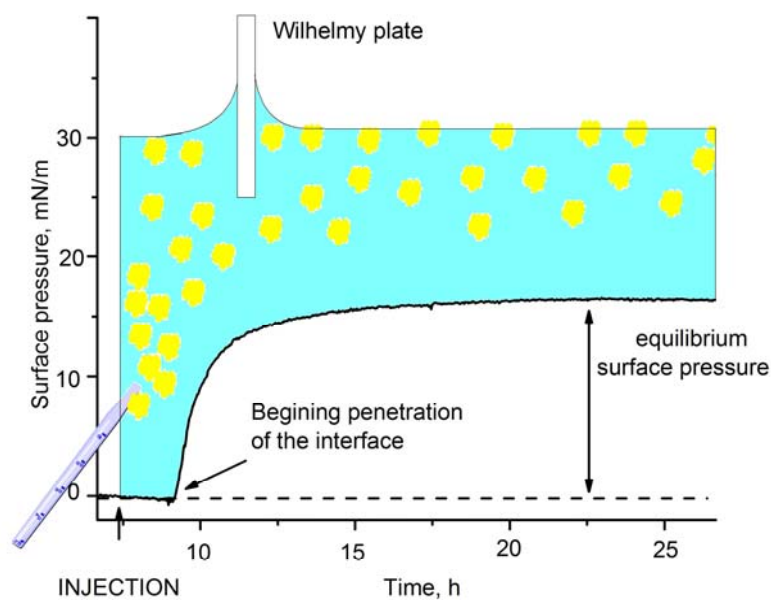 Wilhelmy plate
30
20
10
0
Surface pressure, mN/m
equilibrium
surface pressure
Begining penetration
of the interface
10
15
20
25
INJECTION
Time, h